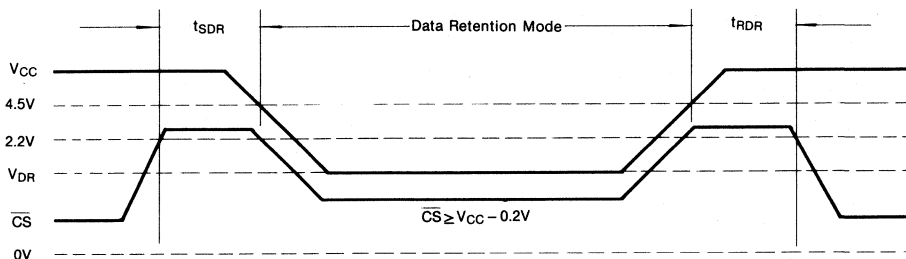 tSDR
Data Retention Mode
tRDR
VCC
4.5V
2.2V
VDR
CS
CS ≥ VCC – 0.2V
0V